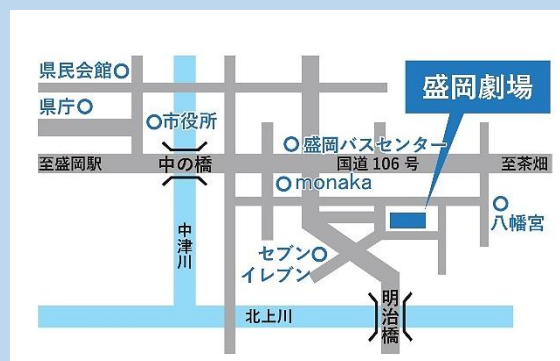 県民会館
盛岡劇場
県庁
市役所
盛岡バスセンター
至盛岡駅
中の橋
国道106号
至茶畑
monaka
八幡宮
中津川
セブン
イレブン
北上川
明治橋